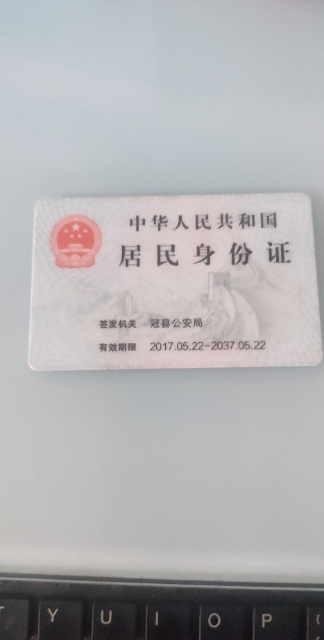 中华人民共和国
居民身份证
签发机关 冠县公安局
有效期限 2017.05.22-2037.05.22
Y U I O P